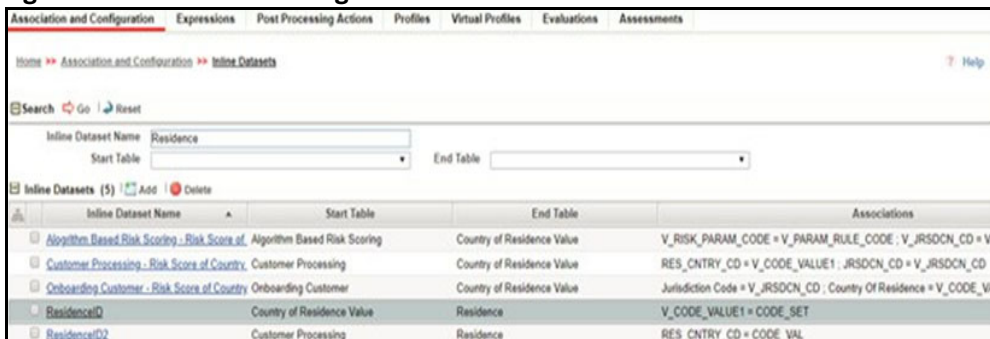 Association and Configuration Expressions Post Processing Actions Profiles Virtual Profiles Evaluations Assessments
Home >> Association and Configuration >> Inline Datasets ? Help
Search Go Reset
Inline Dataset Name Residence
Start Table End Table
Inline Datasets (5) Add Delete
Inline Dataset Name Start Table End Table Associations
Alogrithm Based Risk Scoring - Risk Score of Algorithm Based Risk Scoring Country of Residence Value V_RISK_PARAM_CODE = V_PARAM_RULE_CODE ; V_JRSDCN_CD = V
Customer Processing - Risk Score of Country Customer Processing Country of Residence Value RES_CNTRY_CD = V_CODE_VALUE1 ; JRSDCN_CD = V_JRSDCN_CD
Onboarding Customer - Risk Score of Country Onboarding Customer Country of Residence Value Jurisdiction Code = V_JRSDCN_CD ; Country Of Residence = V_CODE_V
ResidenceID Country of Residence Value Residence V_CODE_VALUE1 = CODE_SET
ResidenceID2 Customer Processing Residence RES_CNTRY_CD = CODE_VAL